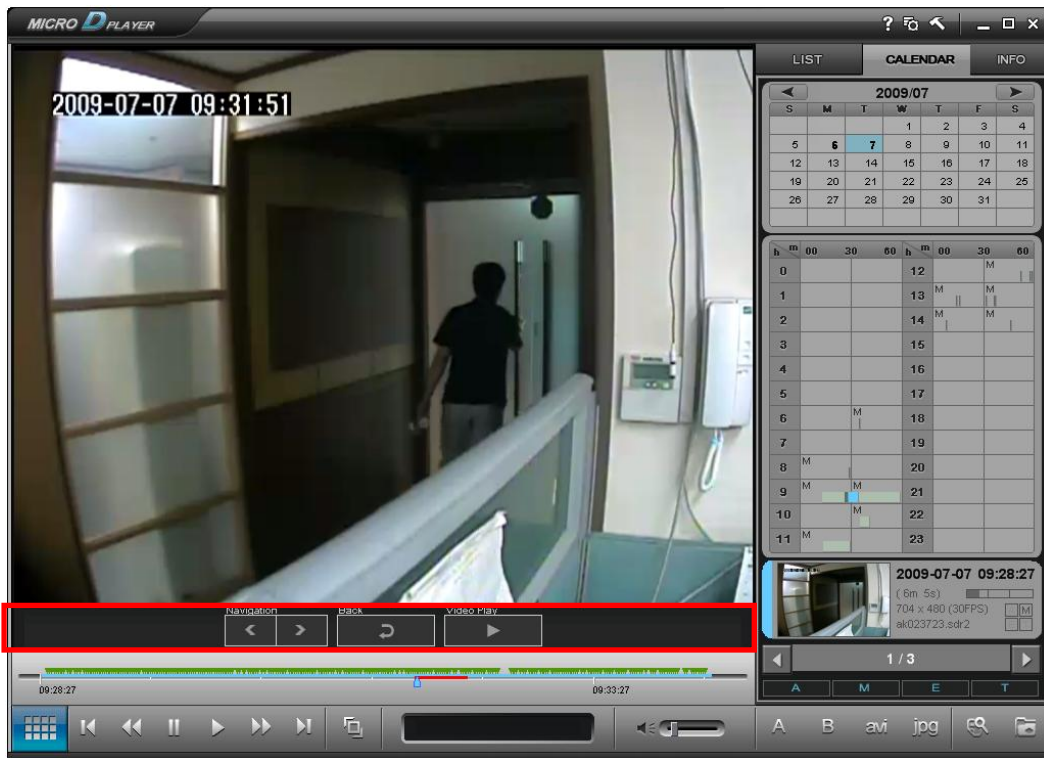 MICRO D PLAYER
?
LIST CALENDAR INFO
2009-07-07 09:31:51
2009/07
S M T W T F S
1 2 3 4
5 6 7 8 9 10 11
12 13 14 15 16 17 18
19 20 21 22 23 24 25
26 27 28 29 30 31
h m 00 30 60 h m 00 30 60
0 12 M
1 13 M M
2 14 M M
3 15
4 16
5 17
6 M 18
7 19
8 M 20
9 M M 21
10 M 22
11 M 23
2009-07-07 09:28:27
( 6m 5s)
704 x 480 (30FPS) M
ak023723.sdr2
Navigation Back Video Play
1 / 3
09:28:27 09:33:27
A M E T
A B avi jpg